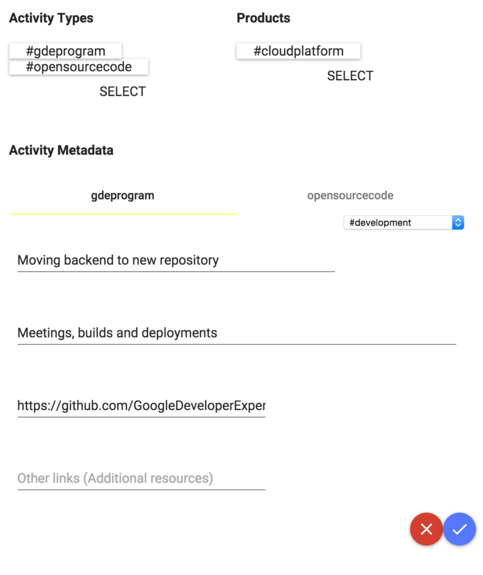 Activity Types
#gdeprogram
#opensourcecode
SELECT
Products
#cloudplatform
SELECT
Activity Metadata
gdeprogram
opensourcecode
#development
Moving backend to new repository
Meetings, builds and deployments
https://github.com/GoogleDeveloperExper
Other links (Additional resources)